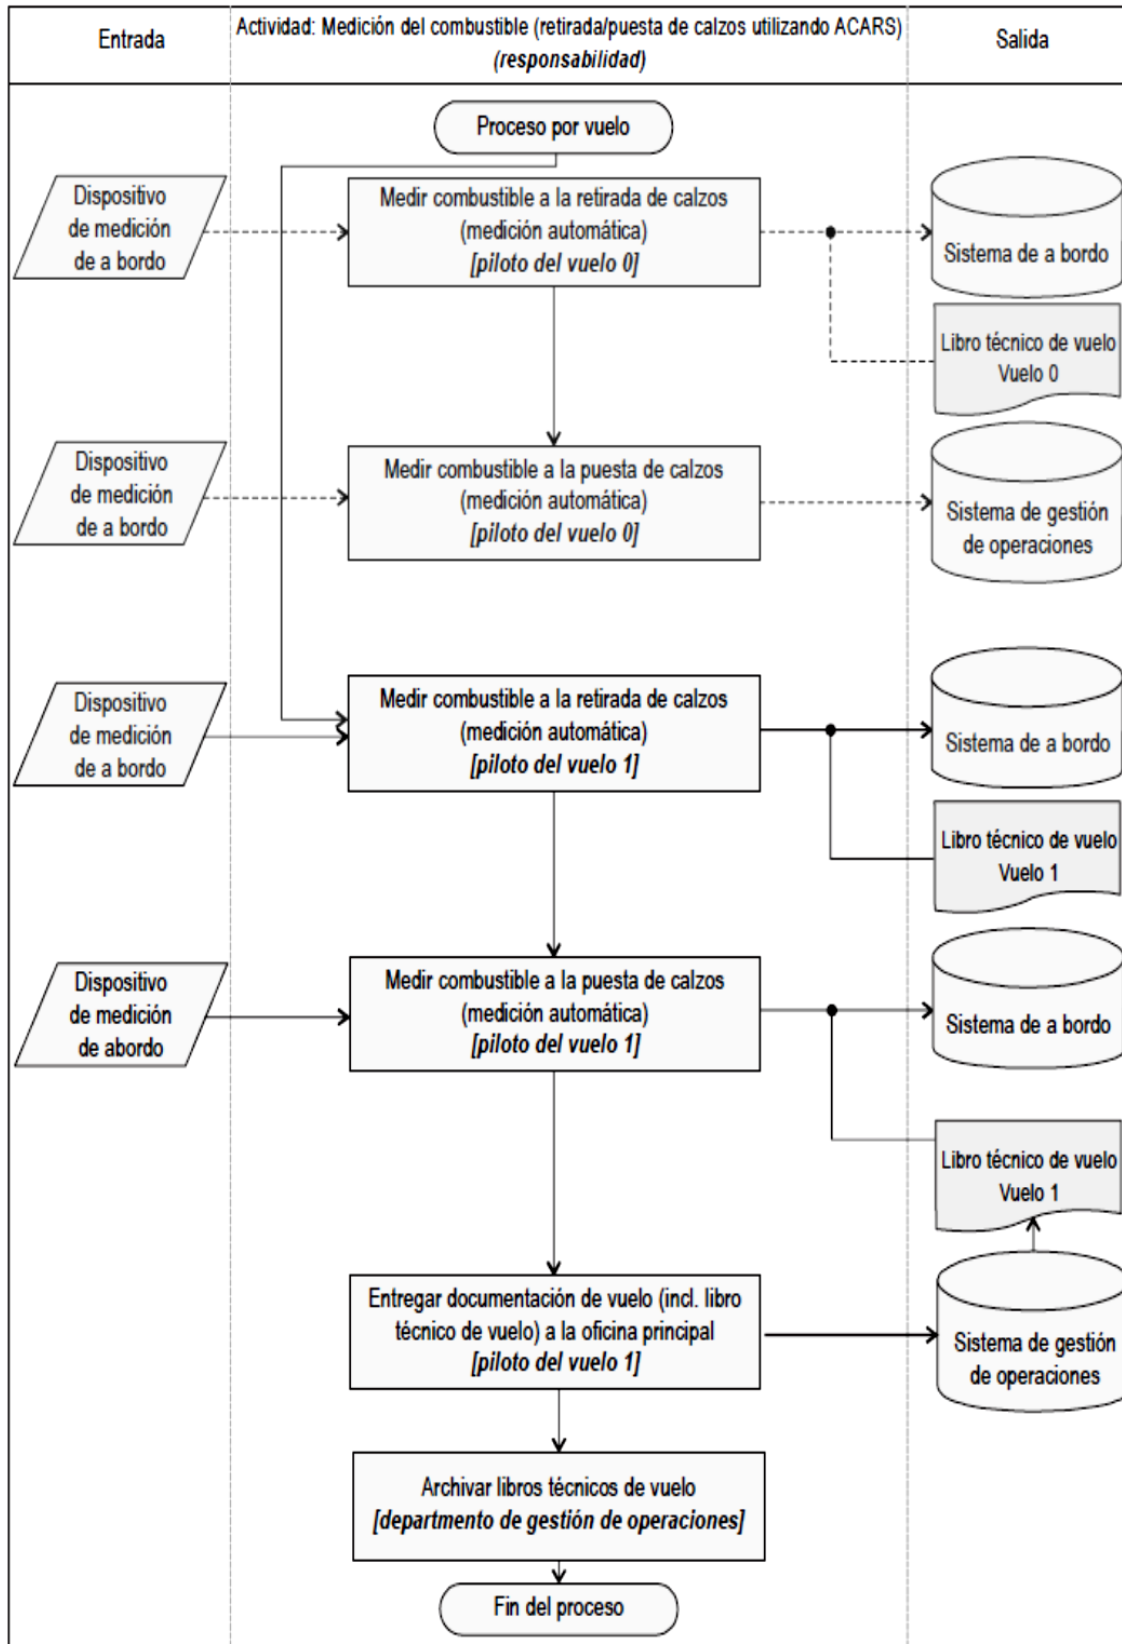 Entrada
Actividad: Medición del combustible (retirada/puesta de calzos utilizando ACARS)
(responsabilidad)
Salida
Proceso por vuelo
Dispositivo
de medición
de a bordo
Medir combustible a la retirada de calzos
(medición automática)
[piloto del vuelo 0]
Sistema de a bordo
Libro técnico de vuelo
Vuelo 0
Dispositivo
de medición
de a bordo
Medir combustible a la puesta de calzos
(medición automática)
[piloto del vuelo 0]
Sistema de gestión
de operaciones
Dispositivo
de medición
de a bordo
Medir combustible a la retirada de calzos
(medición automática)
[piloto del vuelo 1]
Sistema de a bordo
Libro técnico de vuelo
Vuelo 1
Dispositivo
de medición
de abordo
Medir combustible a la puesta de calzos
(medición automática)
[piloto del vuelo 1]
Sistema de a bordo
Libro técnico de vuelo
Vuelo 1
Entregar documentación de vuelo (incl. libro
técnico de vuelo) a la oficina principal
[piloto del vuelo 1]
Sistema de gestión
de operaciones
Archivar libros técnicos de vuelo
[departmento de gestión de operaciones]
Fin del proceso